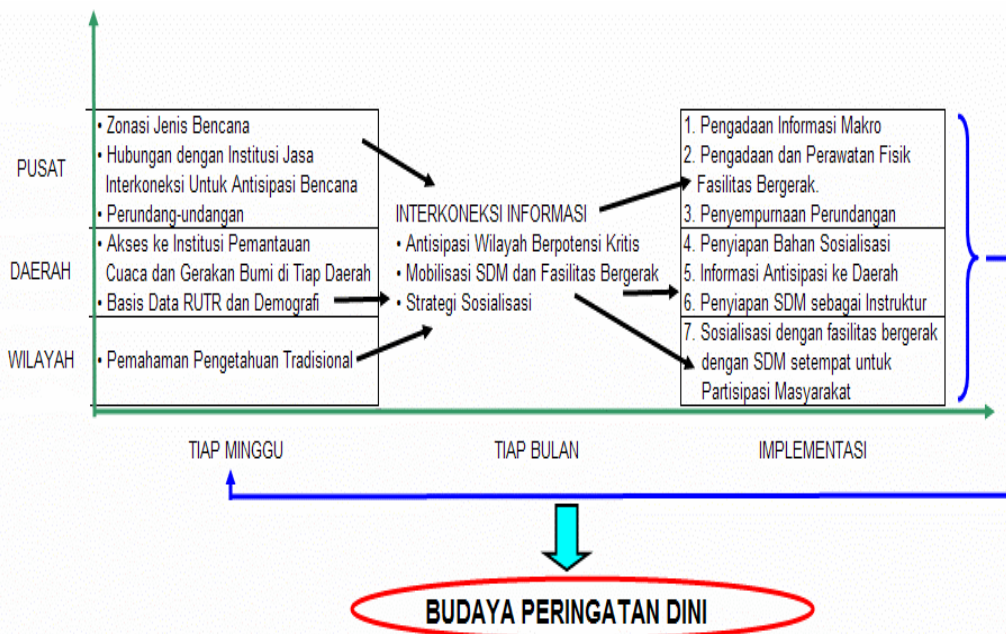 PUSAT
• Zonasi Jenis Bencana
• Hubungan dengan Institusi Jasa
Interkoneksi Untuk Antisipasi Bencana
• Perundang-undangan
DAERAH
• Akses ke Institusi Pemantauan
Cuaca dan Gerakan Bumi di Tiap Daerah
• Basis Data RUTR dan Demografi
WILAYAH
• Pemahaman Pengetahuan Tradisional
INTERKONEKSI INFORMASI
• Antisipasi Wilayah Berpotensi Kritis
• Mobilisasi SDM dan Fasilitas Bergerak
• Strategi Sosialisasi
1. Pengadaan Informasi Makro
2. Pengadaan dan Perawatan Fisik
Fasilitas Bergerak.
3. Penyempurnaan Perundangan
4. Penyiapan Bahan Sosialisasi
5. Informasi Antisipasi ke Daerah
6. Penyiapan SDM sebagai Instruktur
7. Sosialisasi dengan fasilitas bergerak
dengan SDM setempat untuk
Partisipasi Masyarakat
TIAP MINGGU
TIAP BULAN
IMPLEMENTASI
BUDAYA PERINGATAN DINI